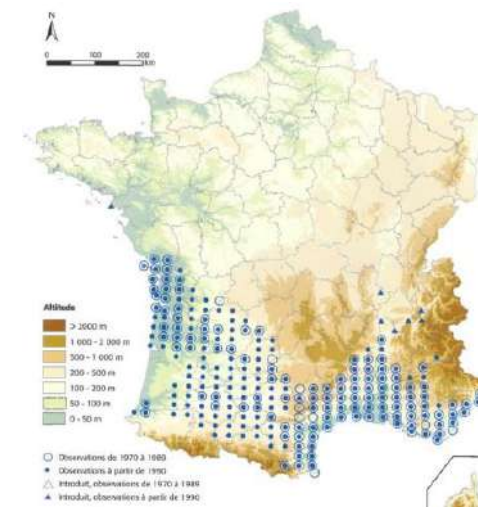 N
0 100 200
km
Altitude
> 2000 m
1 000 - 2 000 m
500 - 1 000 m
200 - 500 m
100 - 200 m
50 - 100 m
0 - 50 m
Observations de 1970 à 1989
Observations à partir de 1990
Introduit, observations de 1970 à 1989
Introduit, observations à partir de 1990